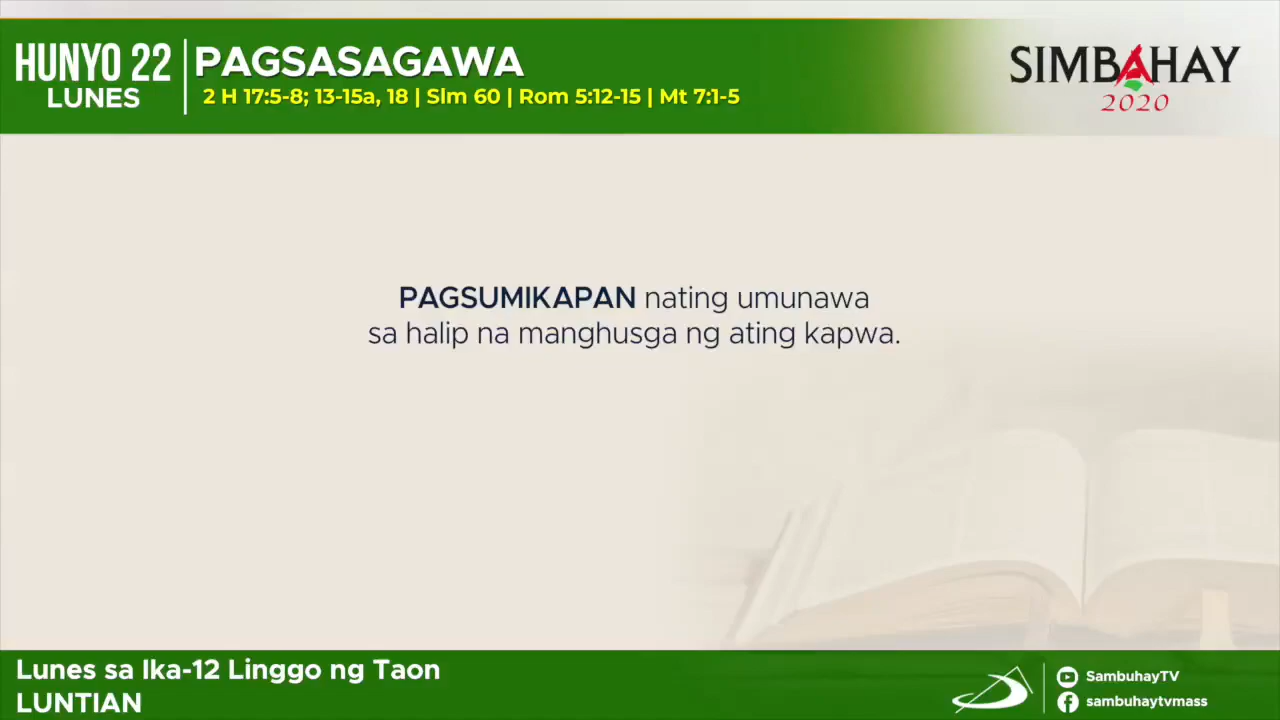 HUNYO 22
LUNES
PAGSASAGAWA
2 H 17:5-8; 13-15a, 18 | Slm 60 | Rom 5:12-15 | Mt 7:1-5
SIMBAHAY
2020
PAGSUMIKAPAN nating umunawa
sa halip na manghusga ng ating kapwa.
Lunes sa Ika-12 Linggo ng Taon
LUNTIAN
SambuhayTV
sambuhaytvmass